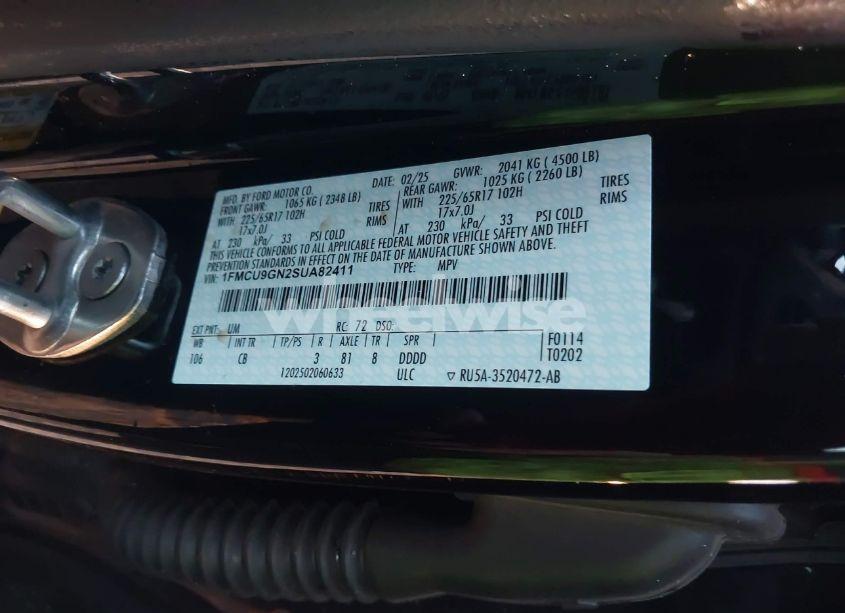 MFD. BY FORD MOTOR CO. DATE: 02/25 GVWR: 2041 KG ( 4500 LB)
FRONT GAWR: 1065 KG ( 2348 LB) REAR GAWR: 1025 KG ( 2260 LB)
WITH 225/65R17 102H TIRES WITH 225/65R17 102H TIRES
17x7.0J RIMS 17x7.0J RIMS
AT 230 kPa/ 33 PSI COLD AT 230 kPa/ 33 PSI COLD
THIS VEHICLE CONFORMS TO ALL APPLICABLE FEDERAL MOTOR VEHICLE SAFETY AND THEFT
PREVENTION STANDARDS IN EFFECT ON THE DATE OF MANUFACTURE SHOWN ABOVE.
VIN: 1FMCU9GN2SUA82411 TYPE: MPV
wheelwise
EXT PNT: UM RC: 72 DSO: F0114
WB INT TR TP/PS R AXLE TR SPR T0202
106 CB 3 81 8 DDDD
1202502060633 ULC ▽ RU5A-3520472-AB